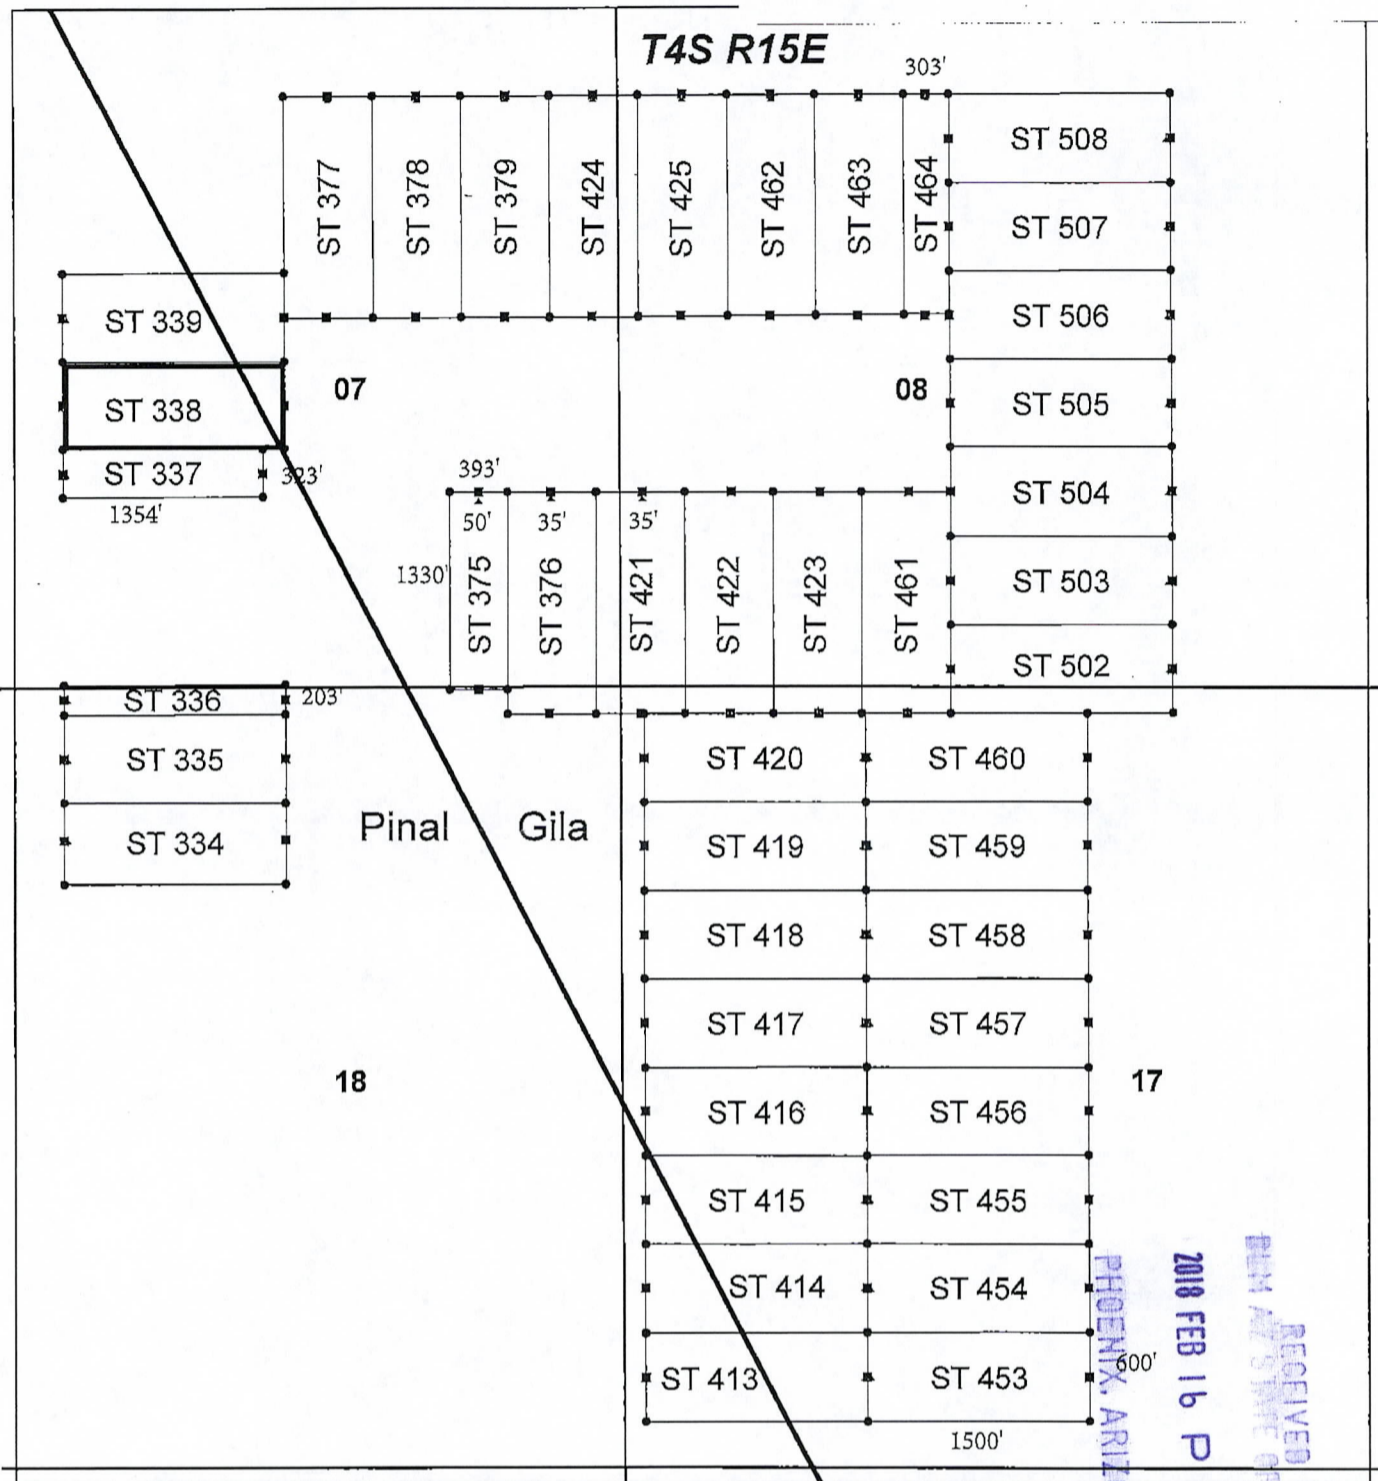 T4S R15E
303'
ST 377
ST 378
ST 379
ST 424
ST 425
ST 462
ST 463
ST 464
ST 508
ST 507
ST 506
ST 505
ST 504
ST 503
ST 502
ST 339
ST 338
ST 337
323'
1354'
07
08
393'
50'
35'
35'
1330'
ST 375
ST 376
ST 421
ST 422
ST 423
ST 461
ST 336
203'
ST 335
ST 334
Pinal
Gila
ST 420
ST 460
ST 419
ST 459
ST 418
ST 458
ST 417
ST 457
18
17
ST 416
ST 456
ST 415
ST 455
ST 414
ST 454
ST 413
ST 453
600'
1500'
RECEIVED
BLM AZ STATE
2018 FEB 16 P
PHOENIX, ARIZ